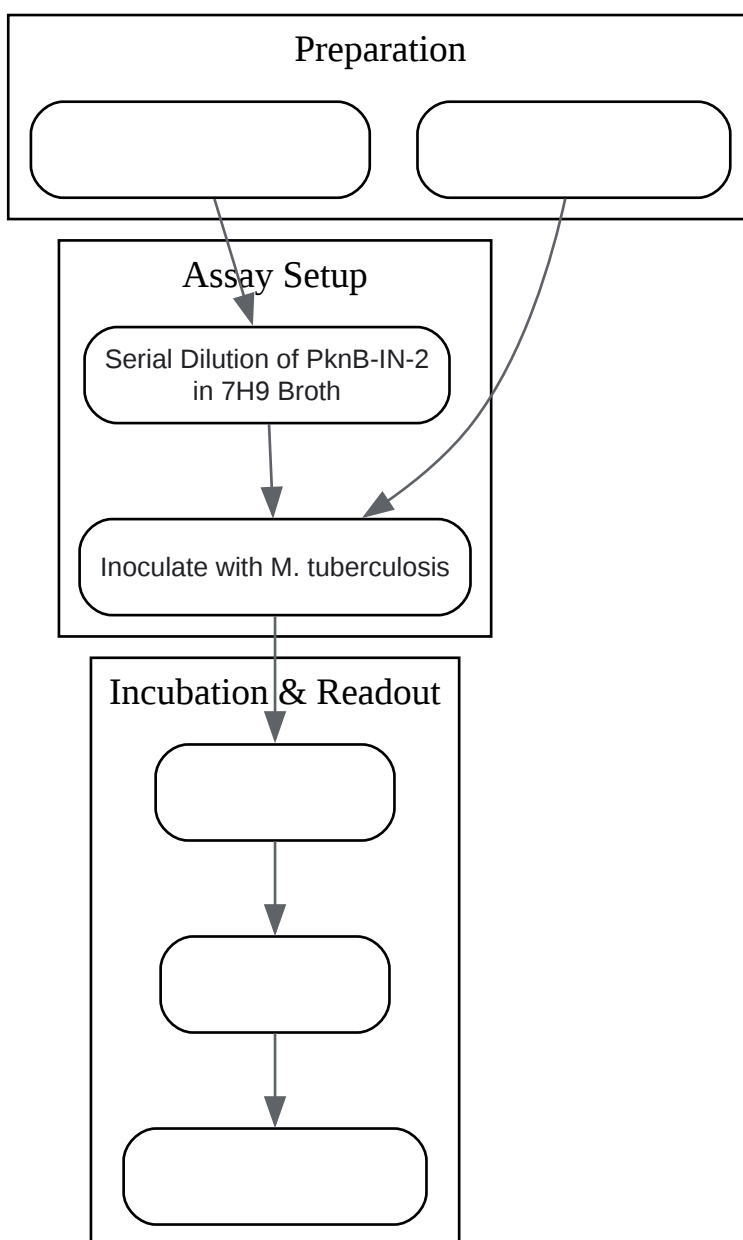 Preparation
Assay Setup
Serial Dilution of PknB-IN-2
in 7H9 Broth
Inoculate with M. tuberculosis
Incubation & Readout